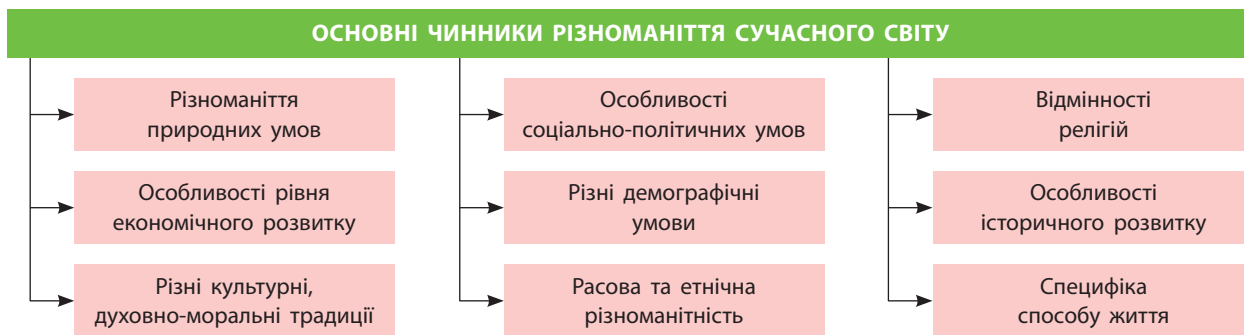 ОСНОВНІ ЧИННИКИ РІЗНОМАНІТТЯ СУЧАСНОГО СВІТУ
Різноманіття
природних умов
Особливості рівня
економічного розвитку
Різні культурні,
духовно-моральні традиції
Особливості
соціально-політичних умов
Різні демографічні
умови
Расова та етнічна
різноманітність
Відмінності
релігій
Особливості
історичного розвитку
Специфіка
способу життя